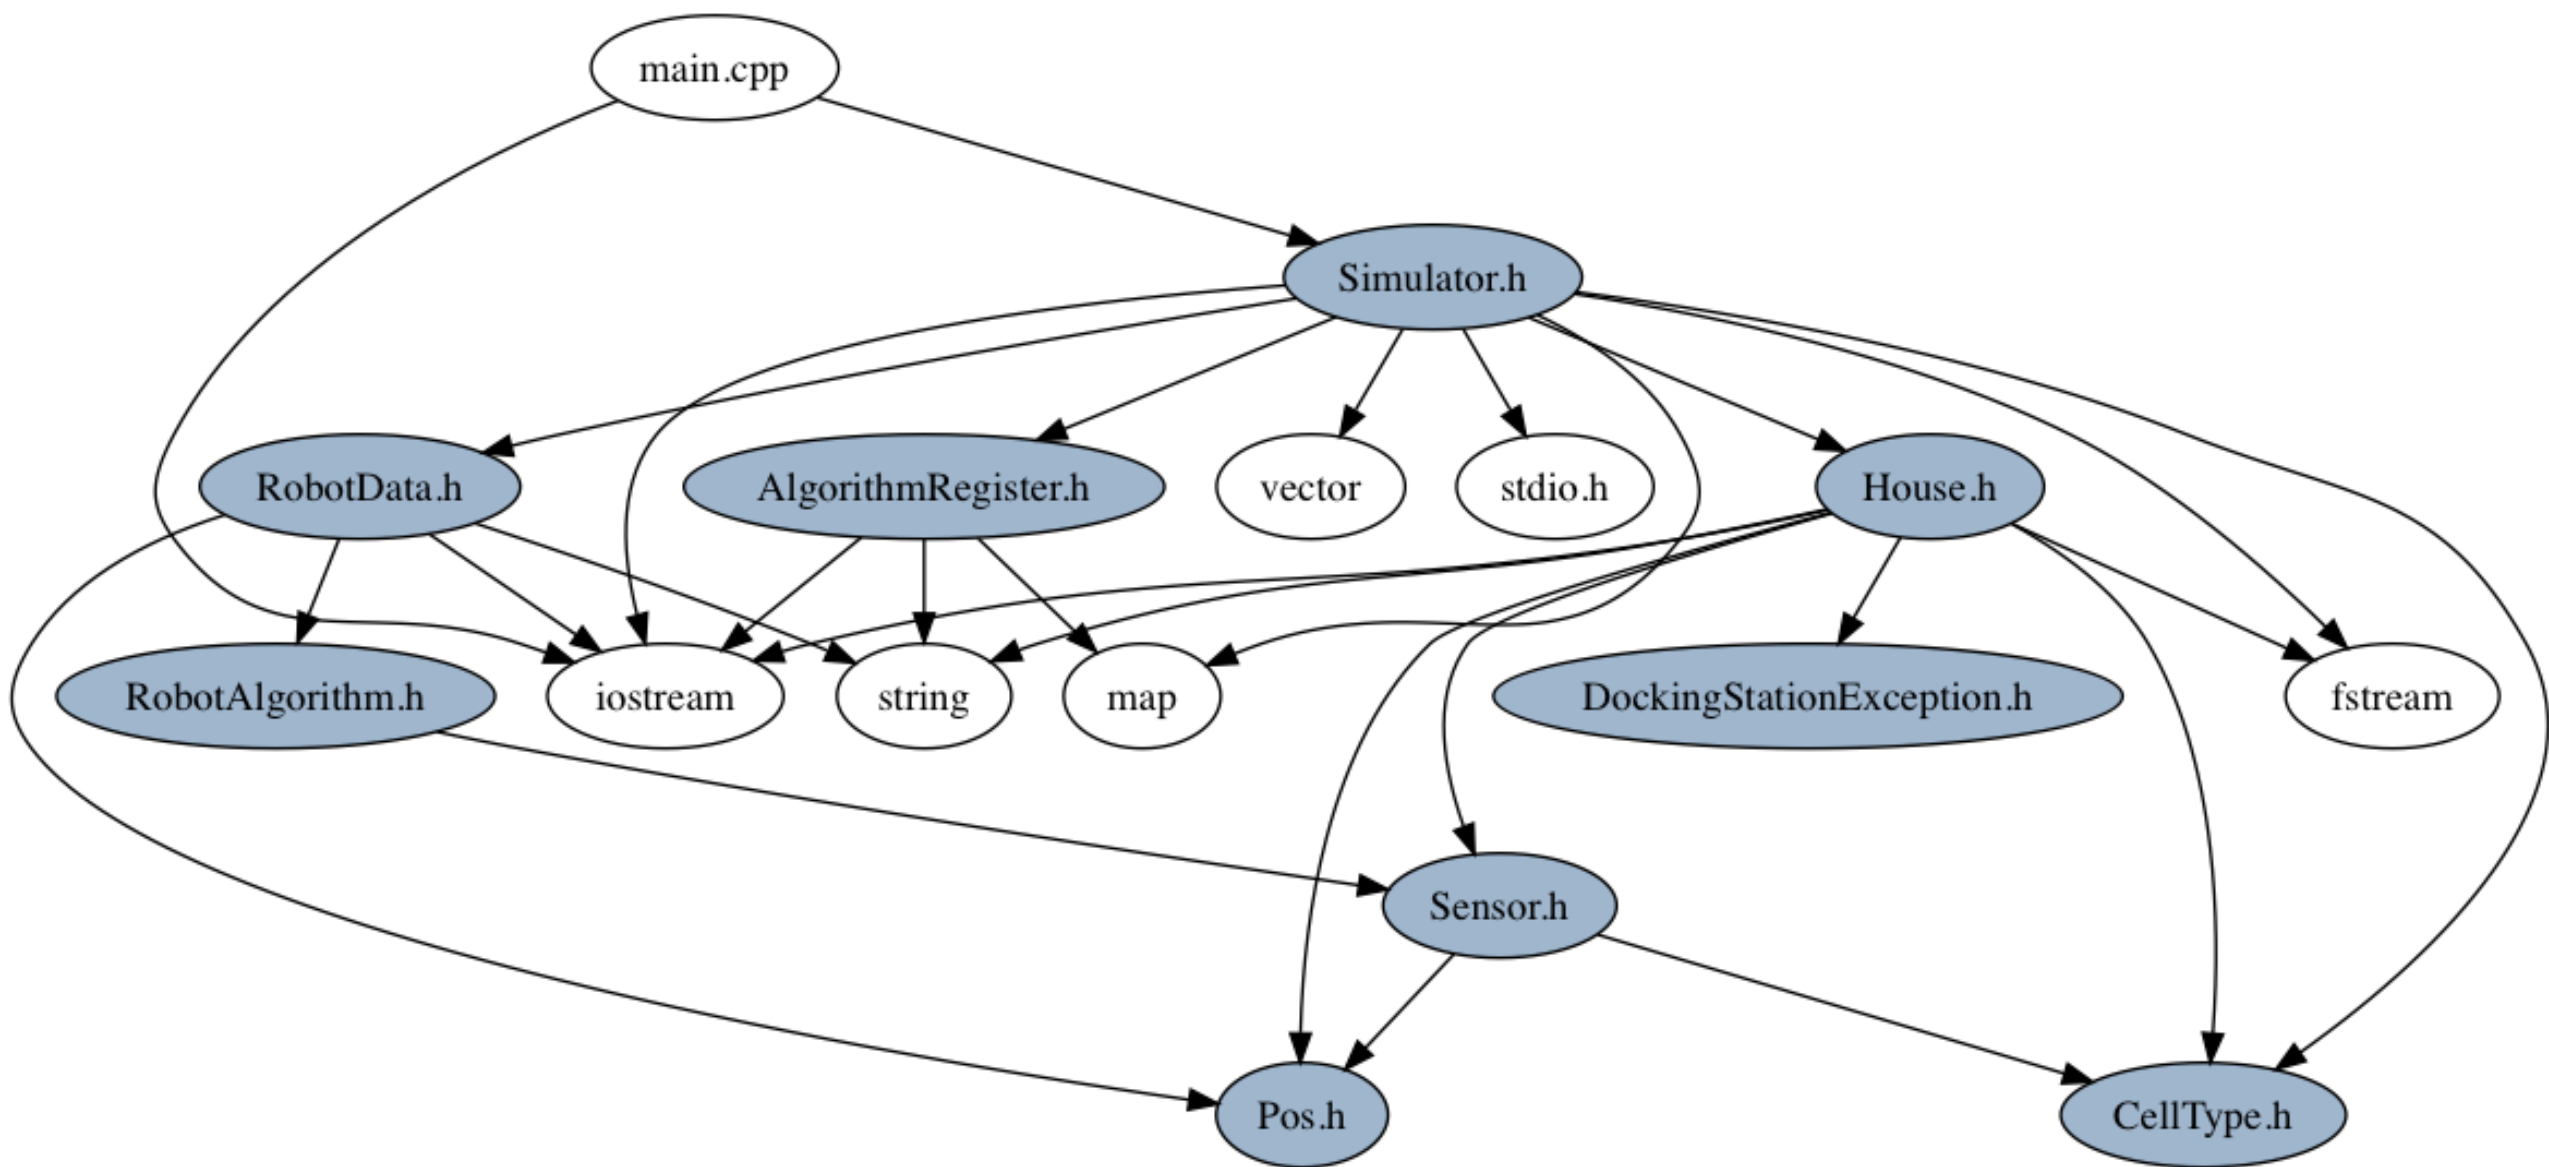 main.cpp
Simulator.h
RobotData.h
AlgorithmRegister.h
vector
stdio.h
House.h
RobotAlgorithm.h
iostream
string
map
DockingStationException.h
fstream
Sensor.h
Pos.h
CellType.h